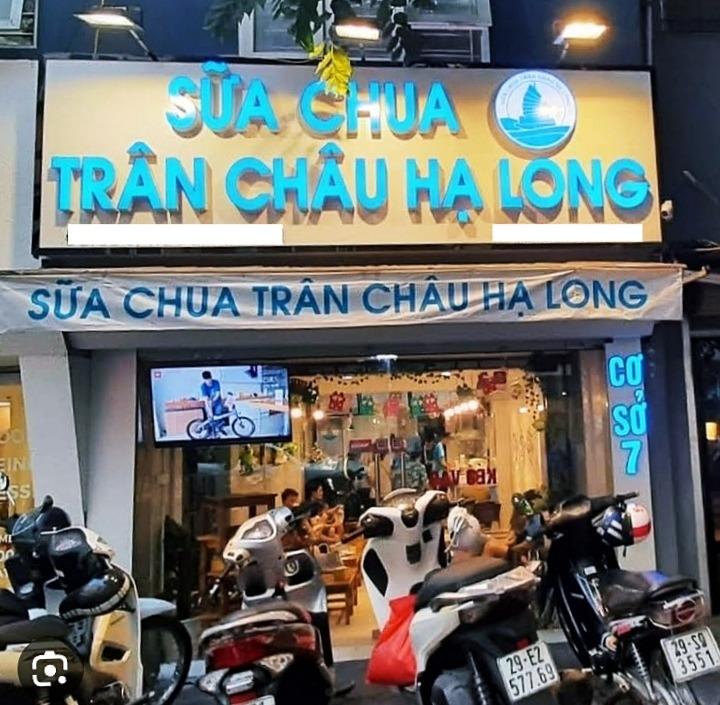 SỮA CHUA
TRÂN CHÂU HẠ LONG
SỮA CHUA TRÂN CHÂU HẠ LONG
CƠ
SỞ
7
29-E2
577.69
29-S9
3551